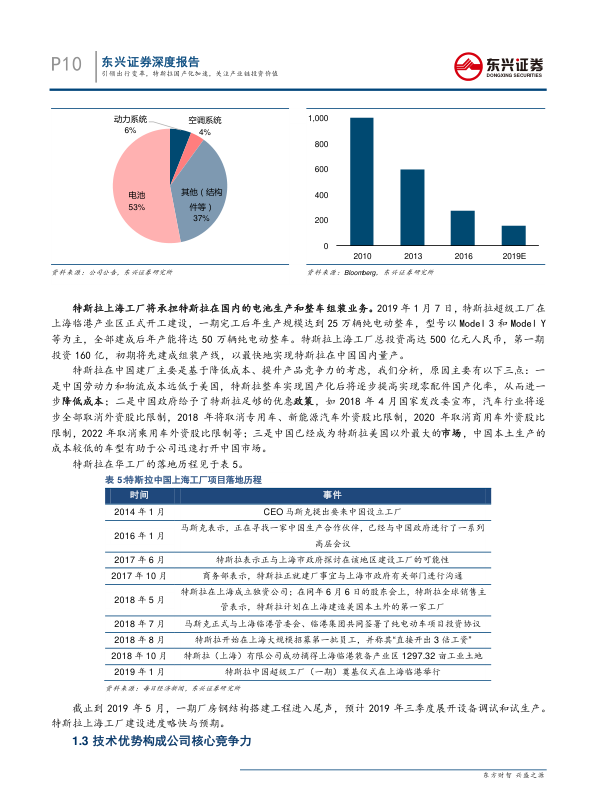 P10
东兴证券深度报告
引领出行变革，特斯拉国产化加速，关注产业链投资价值
东兴证券
DONGXING SECURITIES
动力系统
6%
空调系统
4%
电池
53%
其他（结构
件等）
37%
1,000
800
600
400
200
0
2010
2013
2016
2019E
资料来源：公司公告，东兴证券研究所
资料来源：Bloomberg，东兴证券研究所
特斯拉上海工厂将承担特斯拉在国内的电池生产和整车组装业务。2019 年 1 月 7 日，特斯拉超级工厂在
上海临港产业区正式开工建设，一期完工后年生产规模达到 25 万辆纯电动整车，型号以 Model 3 和 Model Y
等为主，全部建成后年产能将达 50 万辆纯电动整车。特斯拉上海工厂总投资高达 500 亿元人民币，第一期
投资 160 亿，初期将先建成组装产线，以最快地实现特斯拉在中国国内量产。
特斯拉在中国建厂主要是基于降低成本、提升产品竞争力的考虑，我们分析，原因主要有以下三点：一
是中国劳动力和物流成本远低于美国，特斯拉整车实现国产化后将逐步提高实现零配件国产化率，从而进一
步降低成本；二是中国政府给予了特斯拉足够的优惠政策，如 2018 年 4 月国家发改委宣布，汽车行业将逐
步全部取消外资股比限制，2018 年将取消专用车、新能源汽车外资股比限制，2020 年取消商用车外资股比
限制，2022 年取消乘用车外资股比限制等；三是中国已经成为特斯拉美国以外最大的市场，中国本土生产的
成本较低的车型有助于公司迅速打开中国市场。
特斯拉在华工厂的落地历程见于表 5。
表 5:特斯拉中国上海工厂项目落地历程
时间	事件
2014 年 1 月	CEO 马斯克提出要来中国设立工厂
2016 年 1 月	马斯克表示，正在寻找一家中国生产合作伙伴，已经与中国政府进行了一系列
高层会议
2017 年 6 月	特斯拉表示正与上海市政府探讨在该地区建设工厂的可能性
2017 年 10 月	商务部表示，特斯拉正就建厂事宜与上海市政府有关部门进行沟通
2018 年 5 月	特斯拉在上海成立独资公司；在同年 6 月 6 日的股东会上，特斯拉全球销售主
管表示，特斯拉计划在上海建造美国本土外的第一家工厂
2018 年 7 月	马斯克正式与上海临港管委会、临港集团共同签署了纯电动车项目投资协议
2018 年 8 月	特斯拉开始在上海大规模招募第一批员工，并称其“直接开出 3 倍工资”
2018 年 10 月	特斯拉（上海）有限公司成功摘得上海临港装备产业区 1297.32 亩工业土地
2019 年 1 月	特斯拉中国超级工厂（一期）奠基仪式在上海临港举行
资料来源：每日经济新闻，东兴证券研究所
截止到 2019 年 5 月，一期厂房钢结构搭建工程进入尾声，预计 2019 年三季度展开设备调试和试生产。
特斯拉上海工厂建设进度略快与预期。
1.3 技术优势构成公司核心竞争力
东方财智 兴盛之源